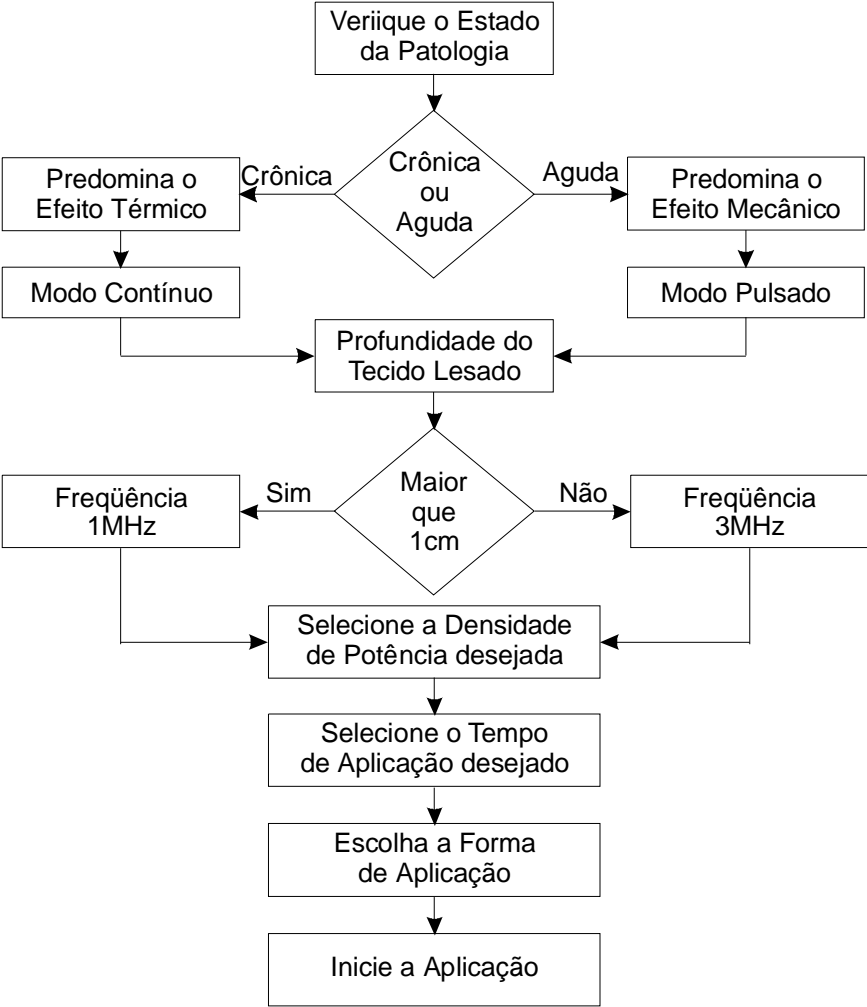 Veriique o Estado
da Patologia
Crônica
ou
Aguda
Crônica
Aguda
Predomina o
Efeito Térmico
Predomina o
Efeito Mecânico
Modo Contínuo
Modo Pulsado
Profundidade do
Tecido Lesado
Maior
que
1cm
Sim
Não
Freqüência
1MHz
Freqüência
3MHz
Selecione a Densidade
de Potência desejada
Selecione o Tempo
de Aplicação desejado
Escolha a Forma
de Aplicação
Inicie a Aplicação